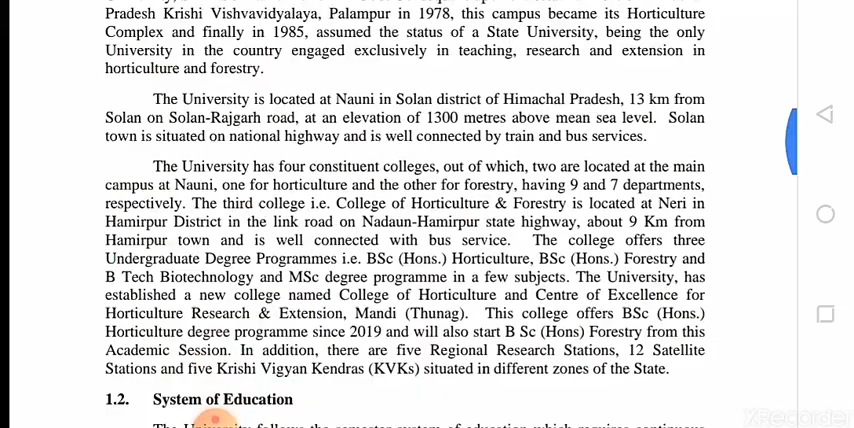 Pradesh Krishi Vishvavidyalaya, Palampur in 1978, this campus became its Horticulture
Complex and finally in 1985, assumed the status of a State University, being the only
University in the country engaged exclusively in teaching, research and extension in
horticulture and forestry.
The University is located at Nauni in Solan district of Himachal Pradesh, 13 km from
Solan on Solan-Rajgarh road, at an elevation of 1300 metres above mean sea level. Solan
town is situated on national highway and is well connected by train and bus services.
The University has four constituent colleges, out of which, two are located at the main
campus at Nauni, one for horticulture and the other for forestry, having 9 and 7 departments,
respectively. The third college i.e. College of Horticulture & Forestry is located at Neri in
Hamirpur District in the link road on Nadaun-Hamirpur state highway, about 9 Km from
Hamirpur town and is well connected with bus service. The college offers three
Undergraduate Degree Programmes i.e. BSc (Hons.) Horticulture, BSc (Hons.) Forestry and
B Tech Biotechnology and MSc degree programme in a few subjects. The University, has
established a new college named College of Horticulture and Centre of Excellence for
Horticulture Research & Extension, Mandi (Thunag). This college offers BSc (Hons.)
Horticulture degree programme since 2019 and will also start B Sc (Hons) Forestry from this
Academic Session. In addition, there are five Regional Research Stations, 12 Satellite
Stations and five Krishi Vigyan Kendras (KVKs) situated in different zones of the State.
1.2. System of Education
The University follows the semester system of education which requires continuous
XRecorder